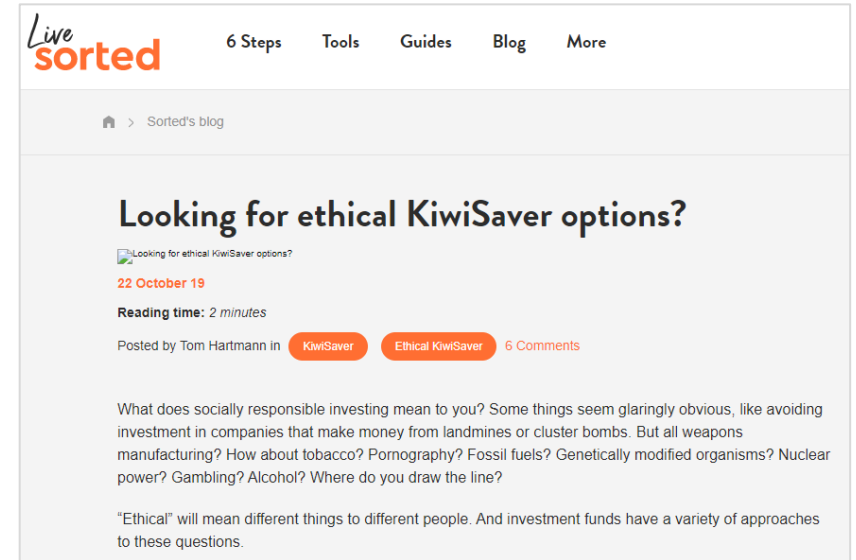 Live
sorted
6 Steps Tools Guides Blog More
Sorted's blog
Looking for ethical KiwiSaver options?
Looking for ethical KiwiSaver options?
22 October 19
Reading time: 2 minutes
Posted by Tom Hartmann in KiwiSaver Ethical KiwiSaver 6 Comments
What does socially responsible investing mean to you? Some things seem glaringly obvious, like avoiding
investment in companies that make money from landmines or cluster bombs. But all weapons
manufacturing? How about tobacco? Pornography? Fossil fuels? Genetically modified organisms? Nuclear
power? Gambling? Alcohol? Where do you draw the line?
“Ethical” will mean different things to different people. And investment funds have a variety of approaches
to these questions.